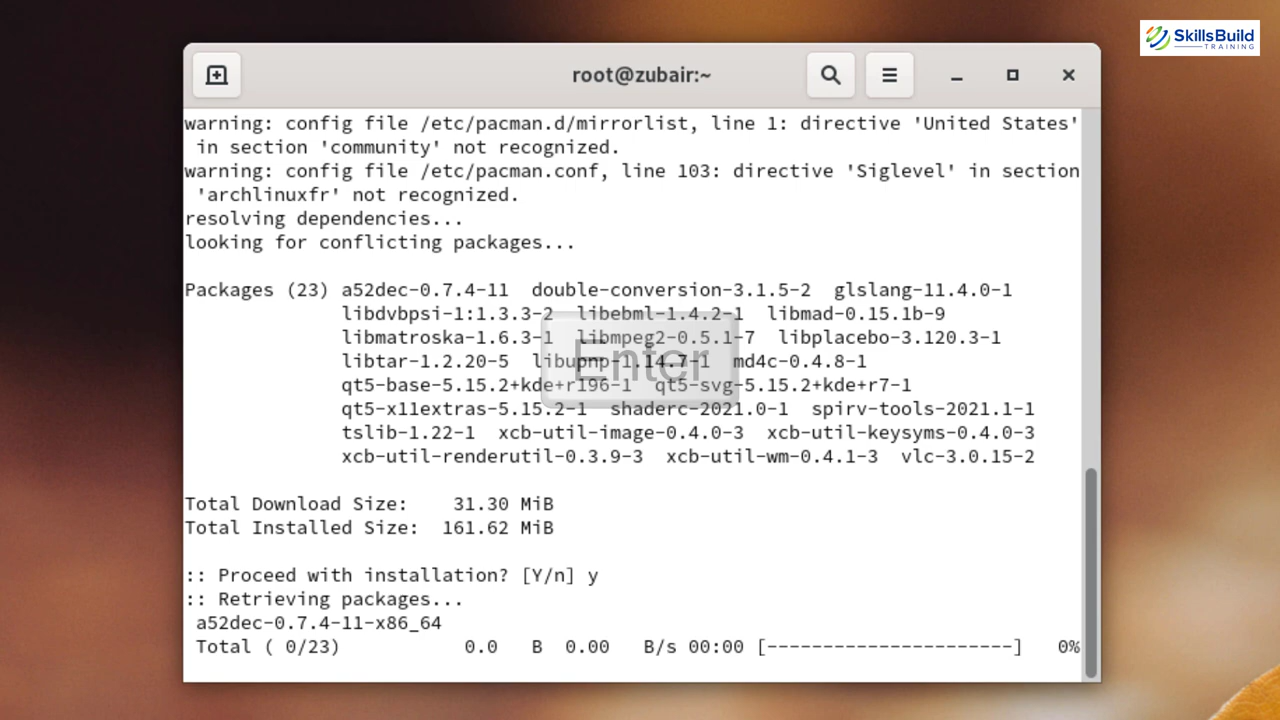 SkillsBuild
TRAINING
root@zubair:~
warning: config file /etc/pacman.d/mirrorlist, line 1: directive 'United States'
in section 'community' not recognized.
warning: config file /etc/pacman.conf, line 103: directive 'Siglevel' in section
'archlinuxfr' not recognized.
resolving dependencies...
looking for conflicting packages...
Packages (23) a52dec-0.7.4-11 double-conversion-3.1.5-2 glslang-11.4.0-1
libdvbpsi-1:1.3.3-2 libebml-1.4.2-1 libmad-0.15.1b-9
libmatroska-1.6.3-1 libmpeg2-0.5.1-7 libplacebo-3.120.3-1
libtar-1.2.20-5 libupnp-1.14.7-1 md4c-0.4.8-1
Enter
qt5-base-5.15.2+kde+r196-1 qt5-svg-5.15.2+kde+r7-1
qt5-x11extras-5.15.2-1 shaderc-2021.0-1 spirv-tools-2021.1-1
tslib-1.22-1 xcb-util-image-0.4.0-3 xcb-util-keysyms-0.4.0-3
xcb-util-renderutil-0.3.9-3 xcb-util-wm-0.4.1-3 vlc-3.0.15-2
Total Download Size: 31.30 MiB
Total Installed Size: 161.62 MiB
:: Proceed with installation? [Y/n] y
:: Retrieving packages...
a52dec-0.7.4-11-x86_64
Total ( 0/23) 0.0 B 0.00 B/s 00:00 [----------------------] 0%